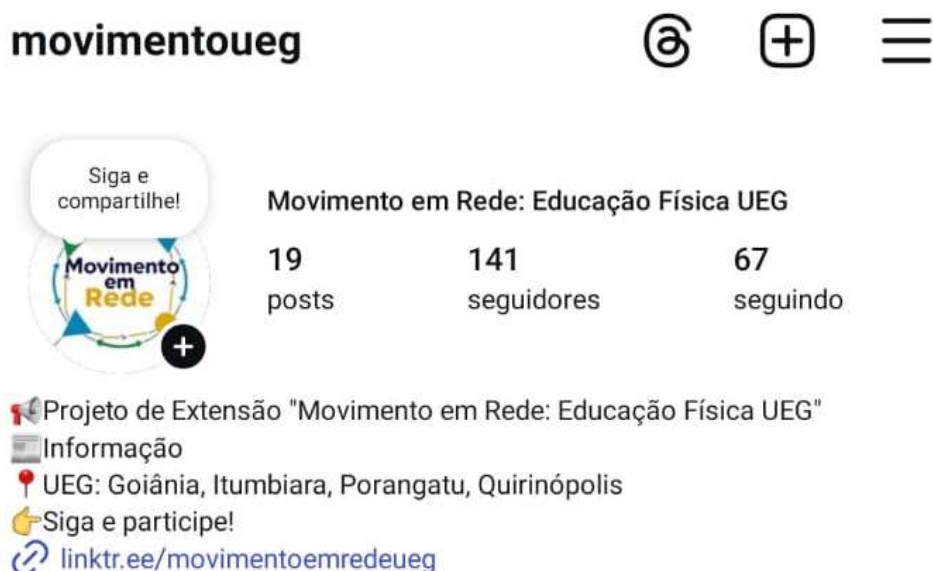 movimentoueg
Siga e
compartilhe!
Movimento
em
Rede
Movimento em Rede: Educação Física UEG
19 141 67
posts seguidores seguindo
Projeto de Extensão "Movimento em Rede: Educação Física UEG"
Informação
UEG: Goiânia, Itumbiara, Porangatu, Quirinópolis
Siga e participe!
linktr.ee/movimentoemredeueg